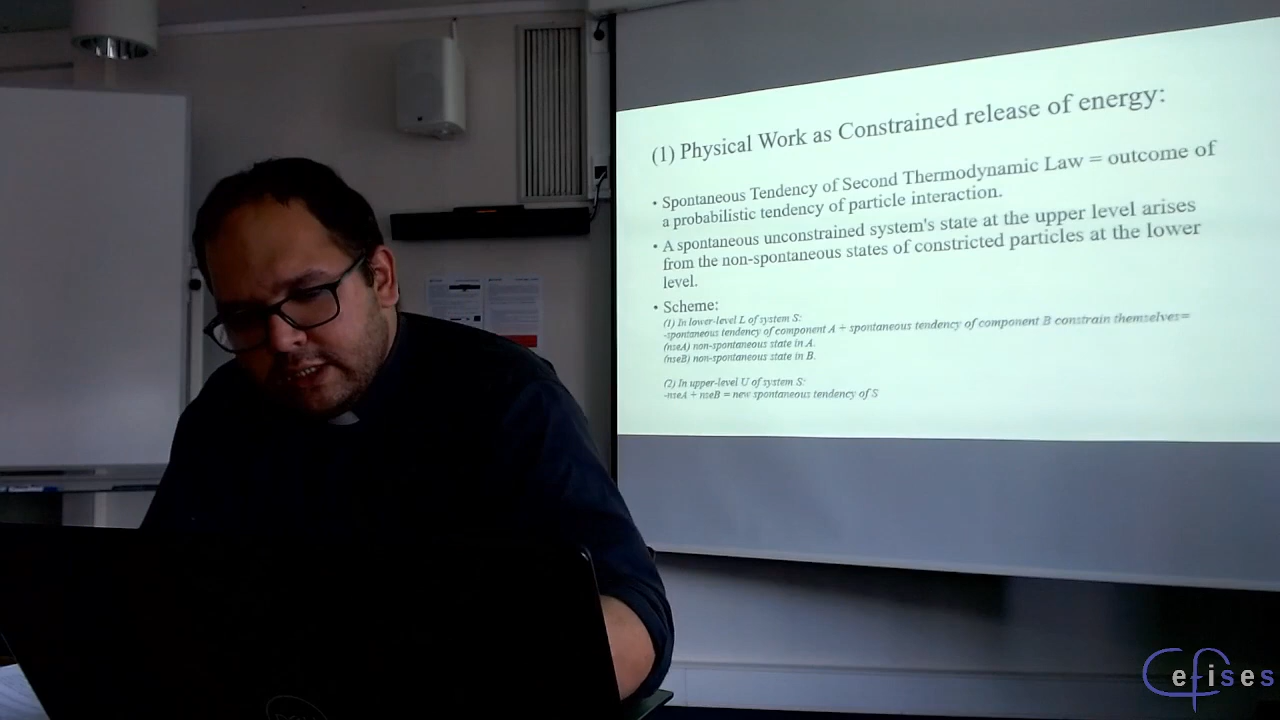 (1) Physical Work as Constrained release of energy:
• Spontaneous Tendency of Second Thermodynamic Law = outcome of
a probabilistic tendency of particle interaction.
• A spontaneous unconstrained system's state at the upper level arises
from the non-spontaneous states of constricted particles at the lower
level.
• Scheme:
(1) In lower-level L of system S:
-spontaneous tendency of component A + spontaneous tendency of component B constrain themselves=
(nseA) non-spontaneous state in A.
(nseB) non-spontaneous state in B.
(2) In upper-level U of system S:
-nseA + nseB = new spontaneous tendency of S
Cefises